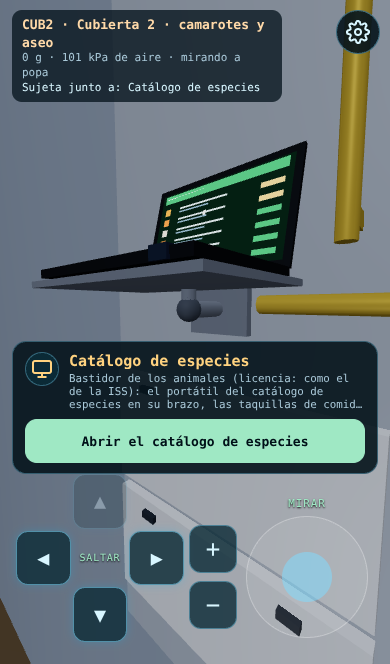 CUB2 · Cubierta 2 · camarotes y
aseo
0 g · 101 kPa de aire · mirando a
popa
Sujeta junto a: Catálogo de especies
Catálogo de especies
Bastidor de los animales (licencia: como el
de la ISS): el portátil del catálogo de
especies en su brazo, las taquillas de comid…
Abrir el catálogo de especies
MIRAR
SALTAR